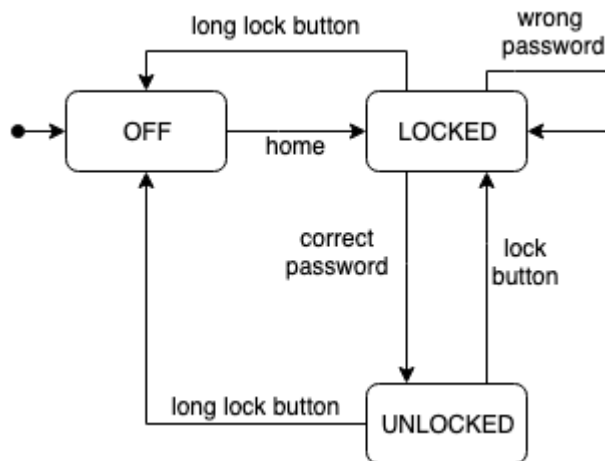 wrong
password
long lock button
OFF
home
LOCKED
correct
password
lock
button
long lock button
UNLOCKED